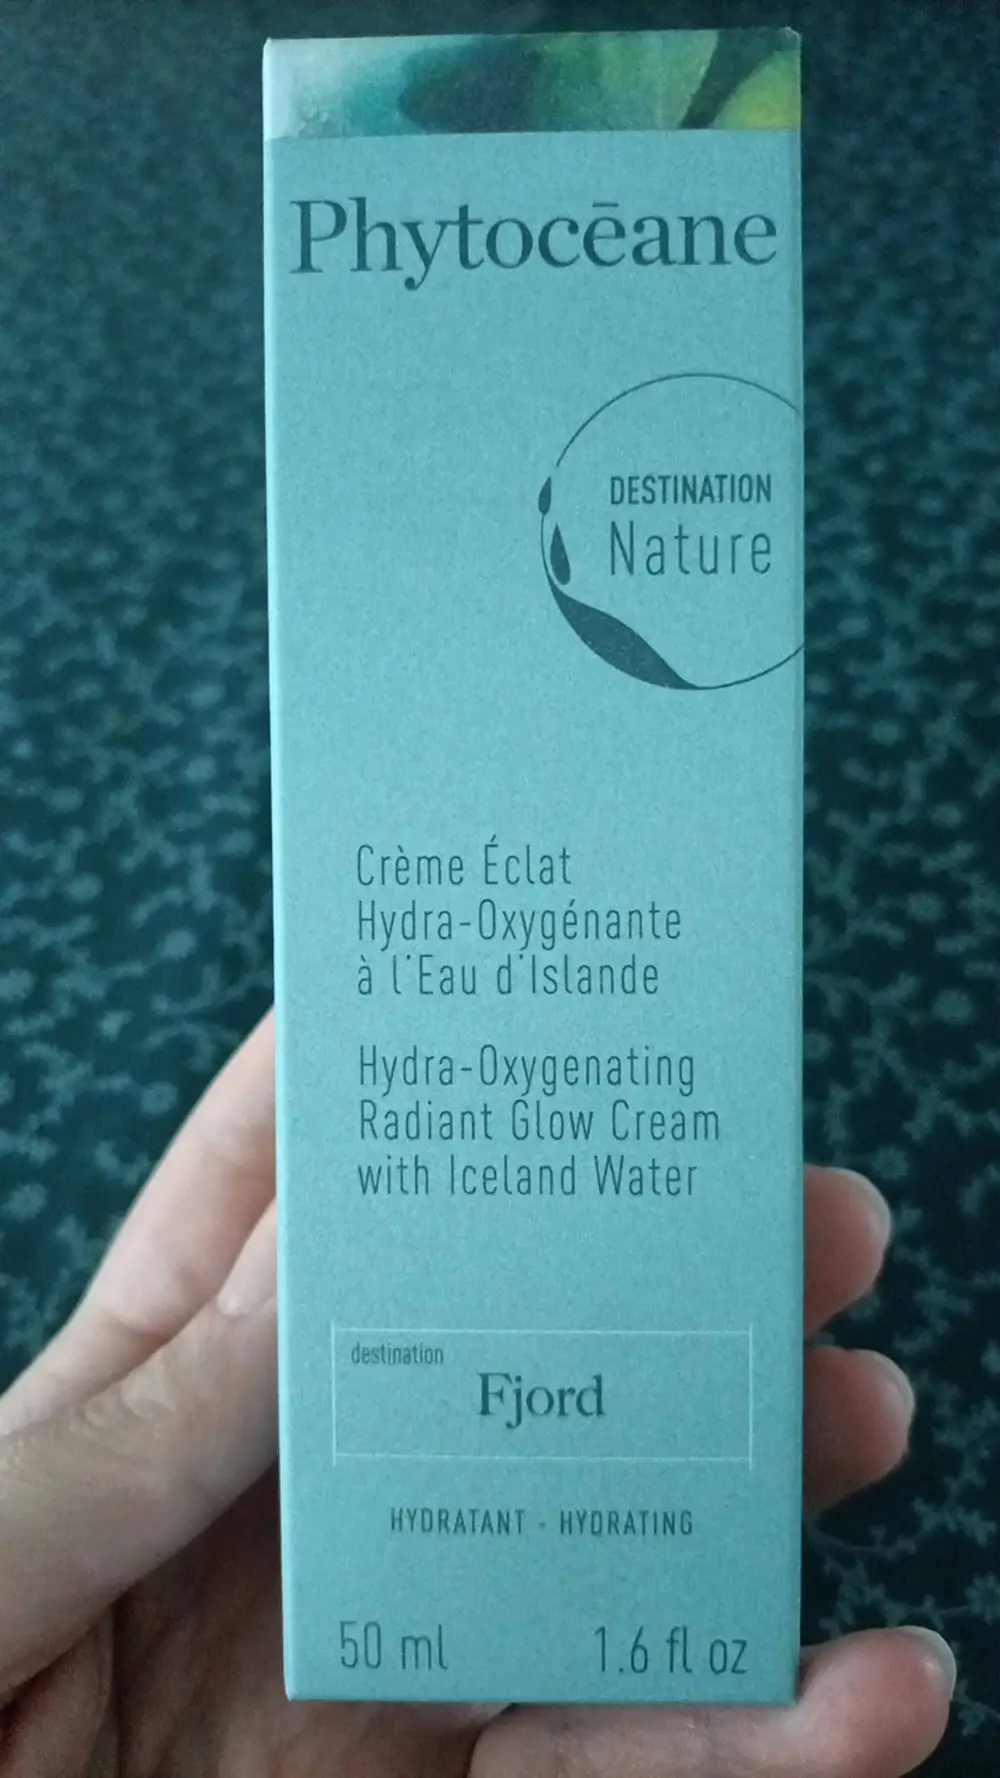 Phytocēane
DESTINATION
Nature
Crème Éclat
Hydra-Oxygénante
à l'Eau d'Islande
Hydra-Oxygenating
Radiant Glow Cream
with Iceland Water
destination
Fjord
HYDRATANT - HYDRATING
50 ml 1.6 fl oz